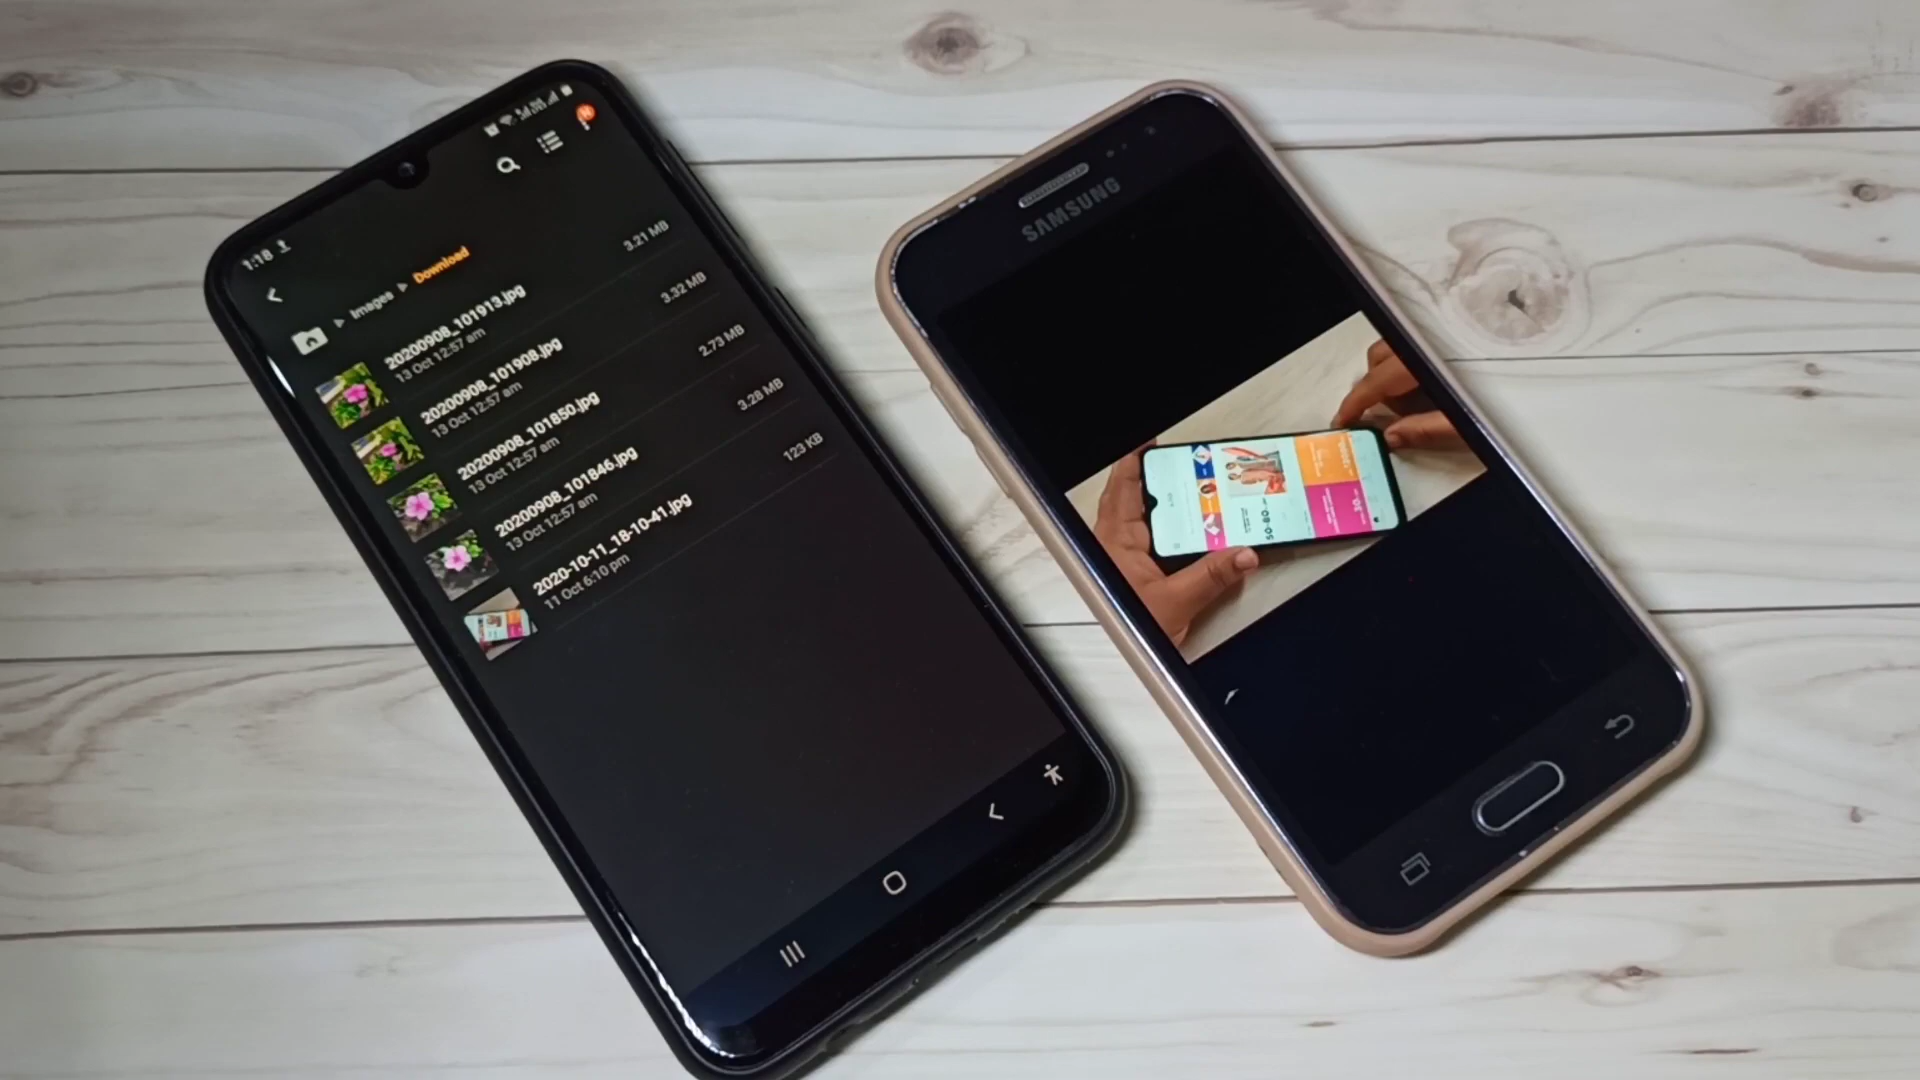 1:18
Images ▸ Download
20200908_101913.jpg
13 Oct 12:57 am
3.21 MB
20200908_101908.jpg
13 Oct 12:57 am
3.32 MB
20200908_101850.jpg
13 Oct 12:57 am
2.73 MB
20200908_101846.jpg
13 Oct 12:57 am
3.28 MB
2020-10-11_18-10-41.jpg
11 Oct 6:10 pm
123 KB
N
SAMSUNG
50-80
30